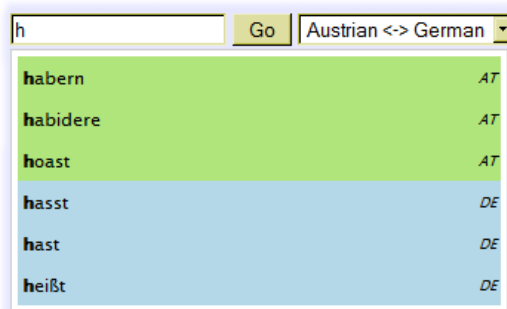 h Go Austrian <-> German
habern AT
habidere AT
hoast AT
hasst DE
hast DE
heißt DE